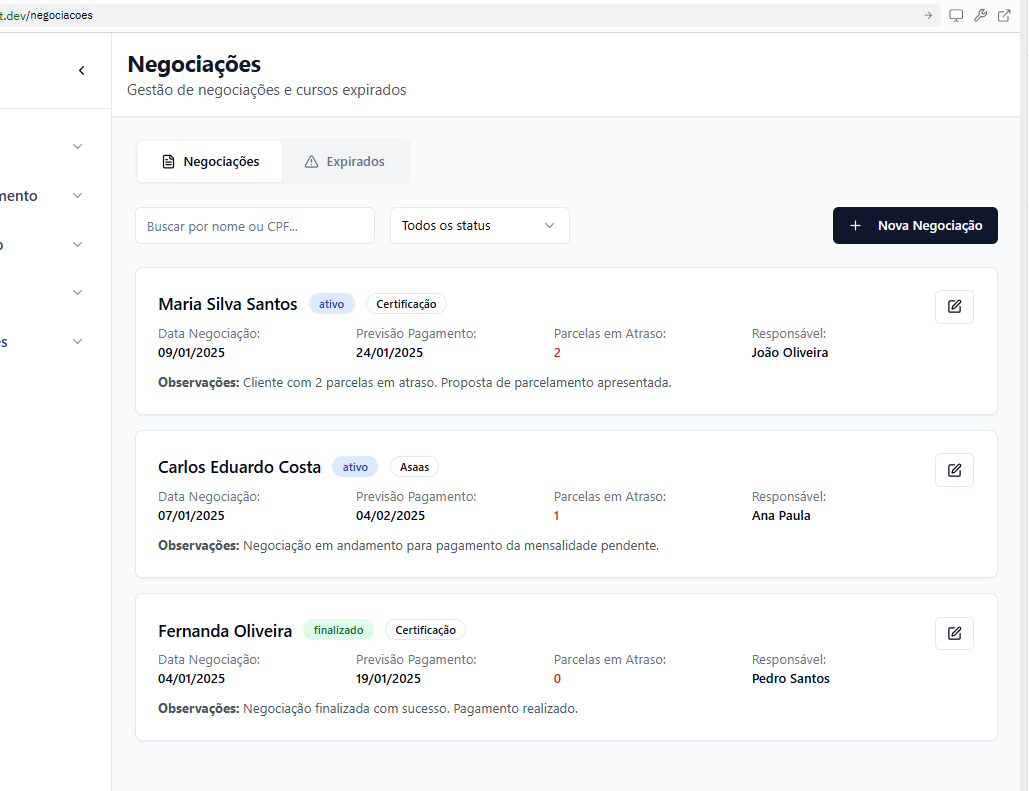 t.dev/negociacoes
Negociações
Gestão de negociações e cursos expirados
mento
o
es
Negociações Expirados
Buscar por nome ou CPF... Todos os status Nova Negociação
Maria Silva Santos ativo Certificação
Data Negociação: Previsão Pagamento: Parcelas em Atraso: Responsável:
09/01/2025 24/01/2025 2 João Oliveira
Observações: Cliente com 2 parcelas em atraso. Proposta de parcelamento apresentada.
Carlos Eduardo Costa ativo Asaas
Data Negociação: Previsão Pagamento: Parcelas em Atraso: Responsável:
07/01/2025 04/02/2025 1 Ana Paula
Observações: Negociação em andamento para pagamento da mensalidade pendente.
Fernanda Oliveira finalizado Certificação
Data Negociação: Previsão Pagamento: Parcelas em Atraso: Responsável:
04/01/2025 19/01/2025 0 Pedro Santos
Observações: Negociação finalizada com sucesso. Pagamento realizado.